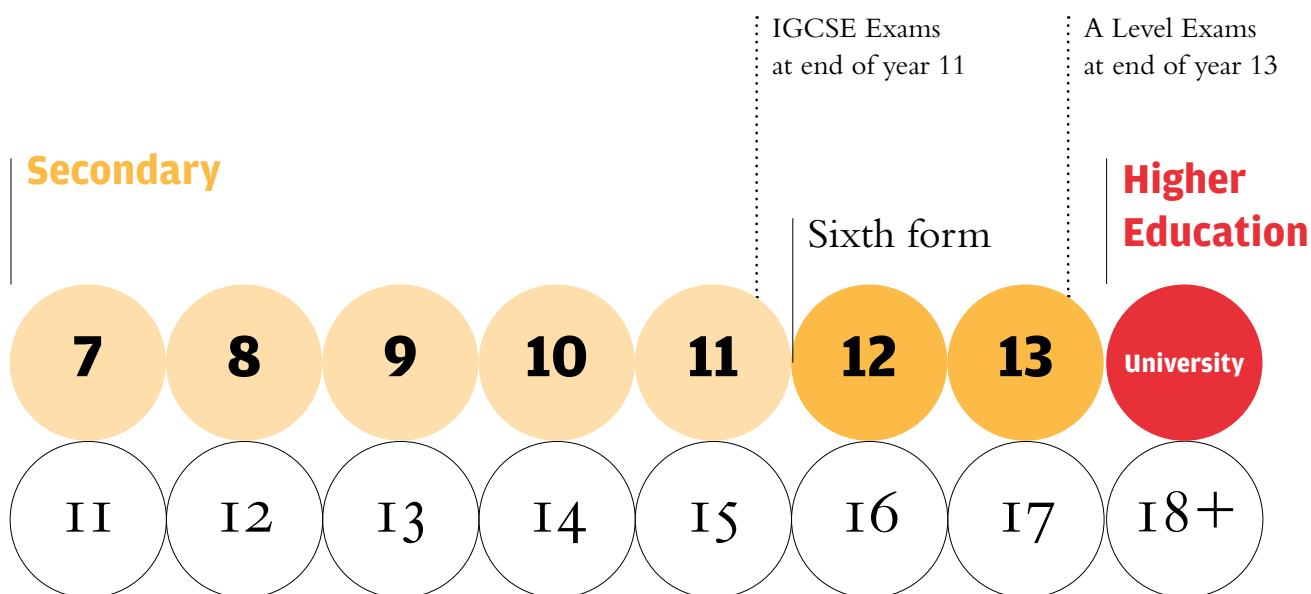 IGCSE Exams
at end of year 11
A Level Exams
at end of year 13
Secondary
Sixth form
Higher
Education
7 8 9 10 11 12 13 University
11 12 13 14 15 16 17 18+